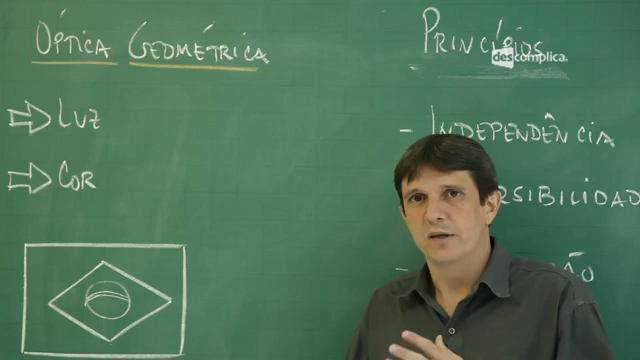 ÓPTICA GEOMÉTRICA
LUZ
COR
PRINCÍPIOS
descomplica.
- INDEPENDÊNCIA